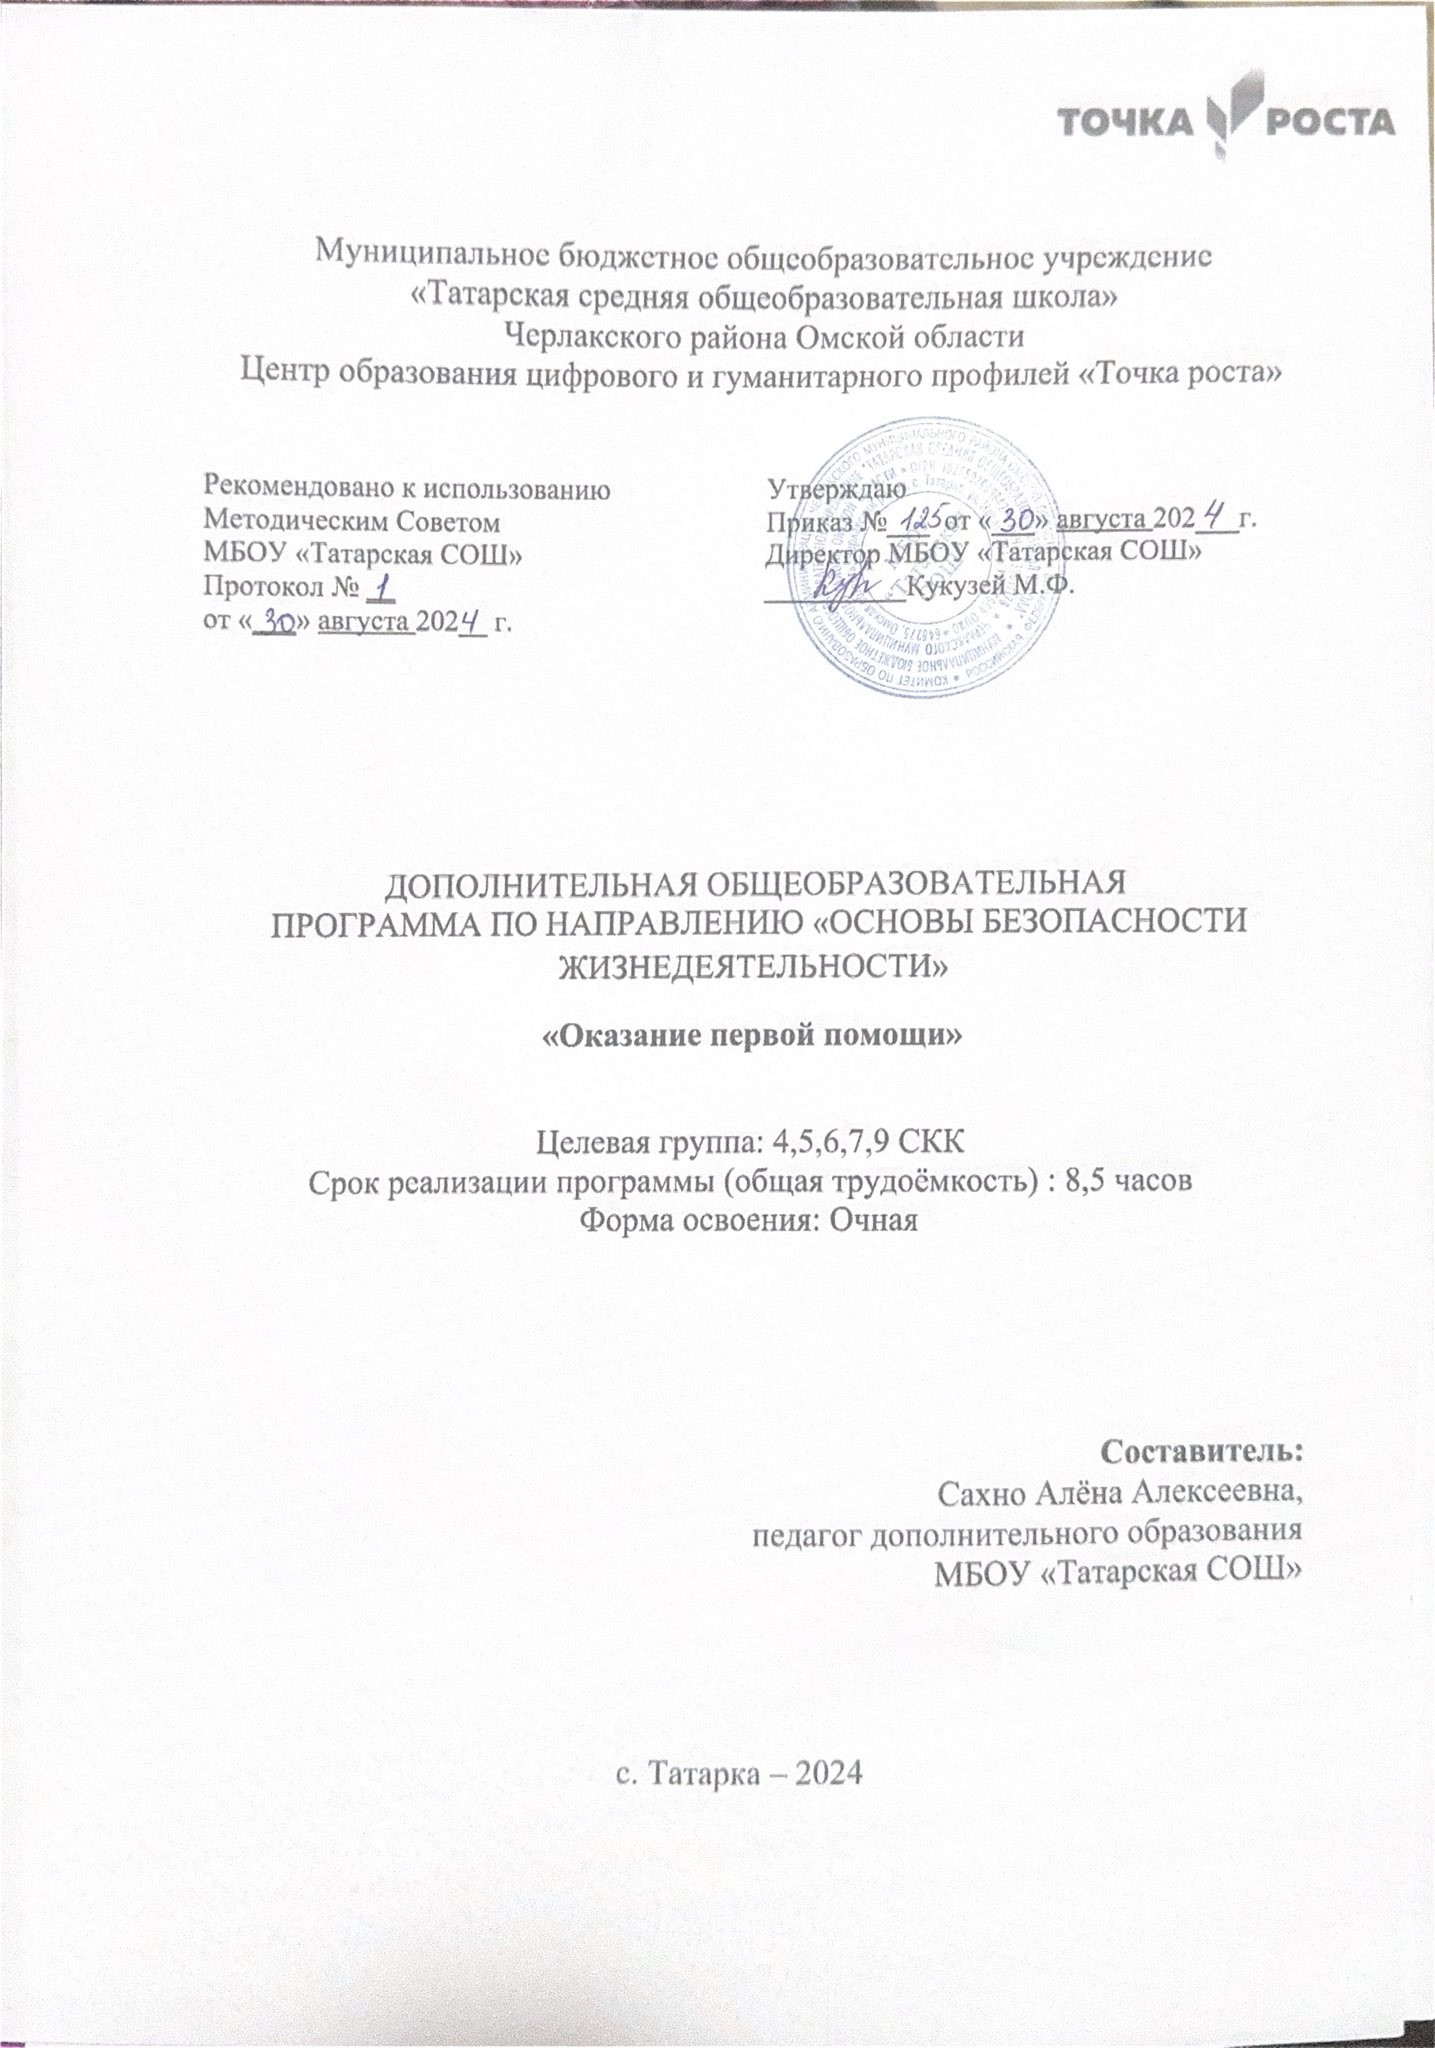 ТОЧКА РОСТА
Муниципальное бюджетное общеобразовательное учреждение
«Татарская средняя общеобразовательная школа»
Черлакского района Омской области
Центр образования цифрового и гуманитарного профилей «Точка роста»
Рекомендовано к использованию
Методическим Советом
МБОУ «Татарская СОШ»
Протокол № 1
от «30» августа 2024 г.
Утверждаю
Приказ № 125 от «30» августа 2024 г.
Директор МБОУ «Татарская СОШ»
Кукузей М.Ф.
ДОПОЛНИТЕЛЬНАЯ ОБЩЕОБРАЗОВАТЕЛЬНАЯ
ПРОГРАММА ПО НАПРАВЛЕНИЮ «ОСНОВЫ БЕЗОПАСНОСТИ
ЖИЗНЕДЕЯТЕЛЬНОСТИ»
«Оказание первой помощи»
Целевая группа: 4,5,6,7,9 СКК
Срок реализации программы (общая трудоёмкость) : 8,5 часов
Форма освоения: Очная
Составитель:
Сахно Алёна Алексеевна,
педагог дополнительного образования
МБОУ «Татарская СОШ»
с. Татарка – 2024